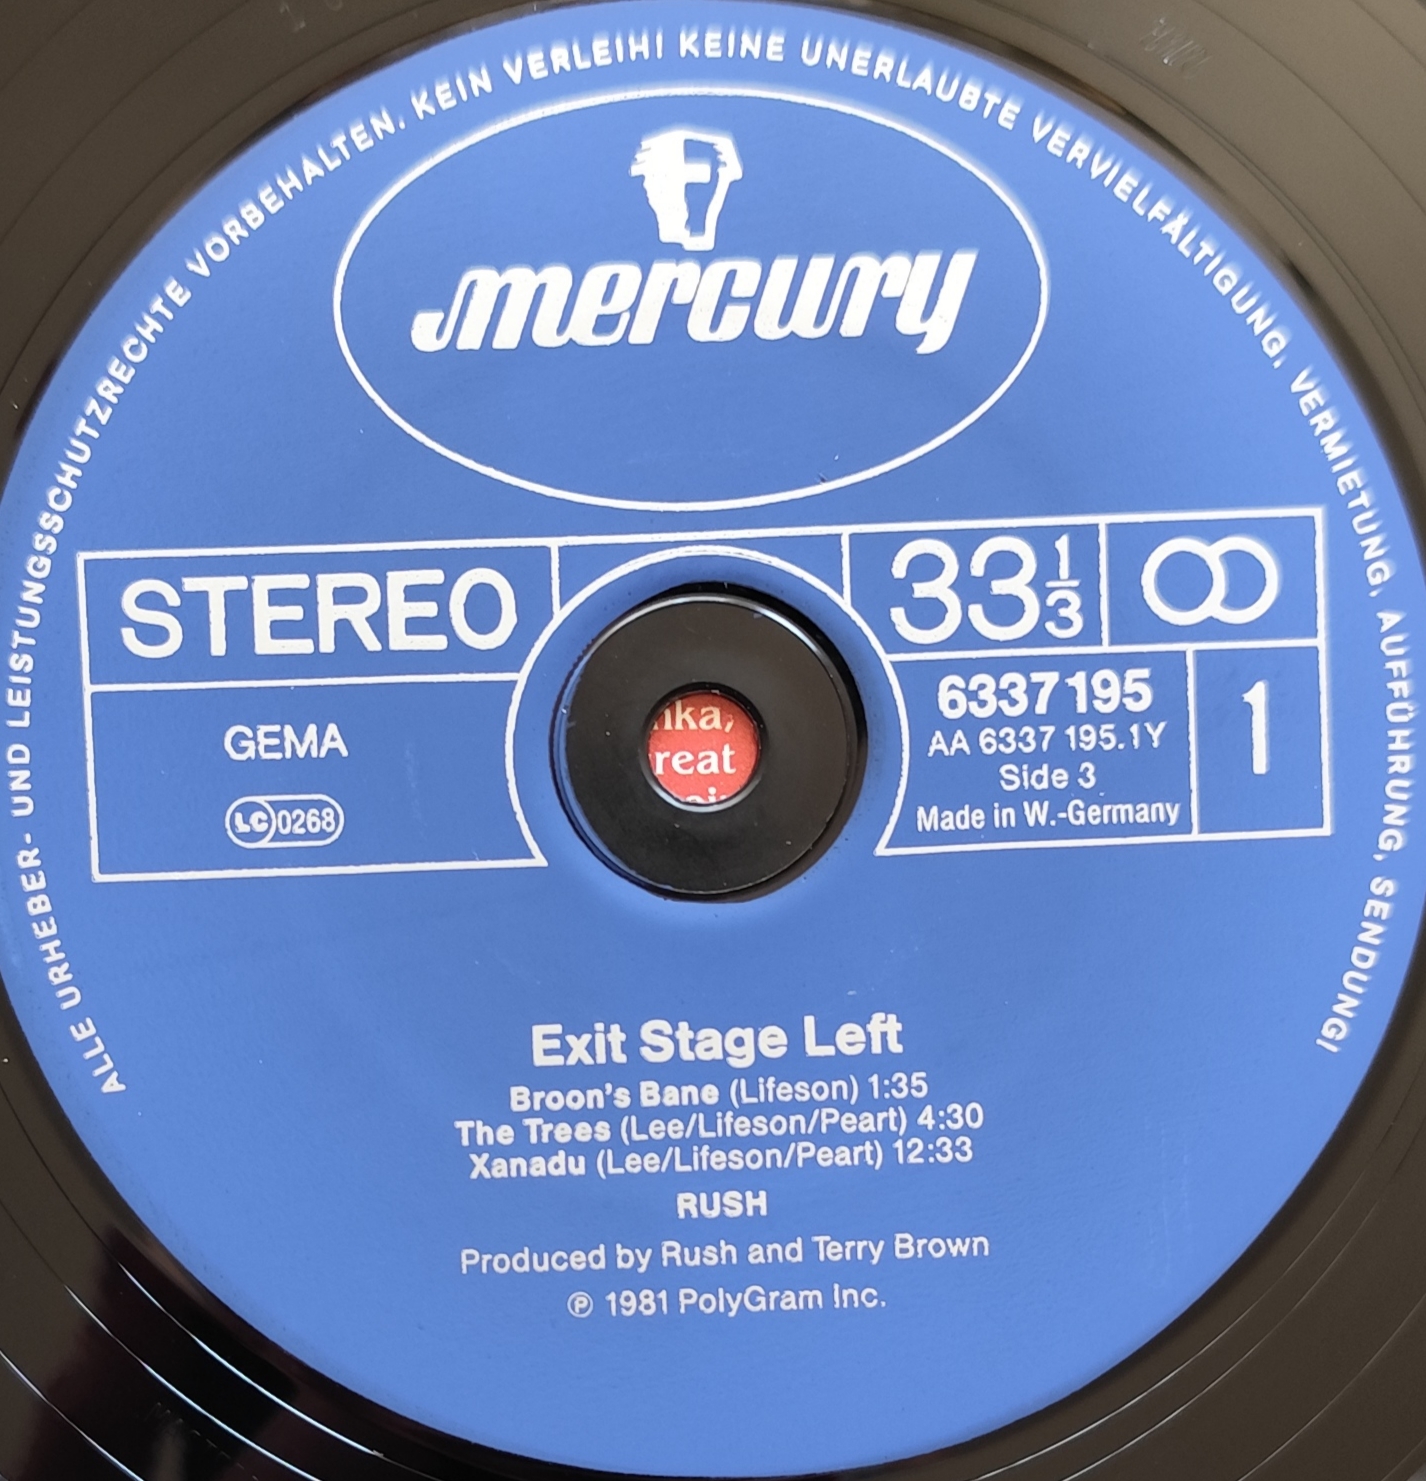 ALLE URHEBER- UND LEISTUNGSSCHUTZRECHTE VORBEHALTEN. KEIN VERLEIH! KEINE UNERLAUBTE VERVIELFÄLTIGUNG, VERMIETUNG, AUFFÜHRUNG, SENDUNG!
mercury
STEREO
33 1/3
GEMA
LC 0268
6337 195
AA 6337 195.1Y
Side 3
Made in W.-Germany
1
reat
Exit Stage Left
Broon's Bane (Lifeson) 1:35
The Trees (Lee/Lifeson/Peart) 4:30
Xanadu (Lee/Lifeson/Peart) 12:33
RUSH
Produced by Rush and Terry Brown
℗ 1981 PolyGram Inc.